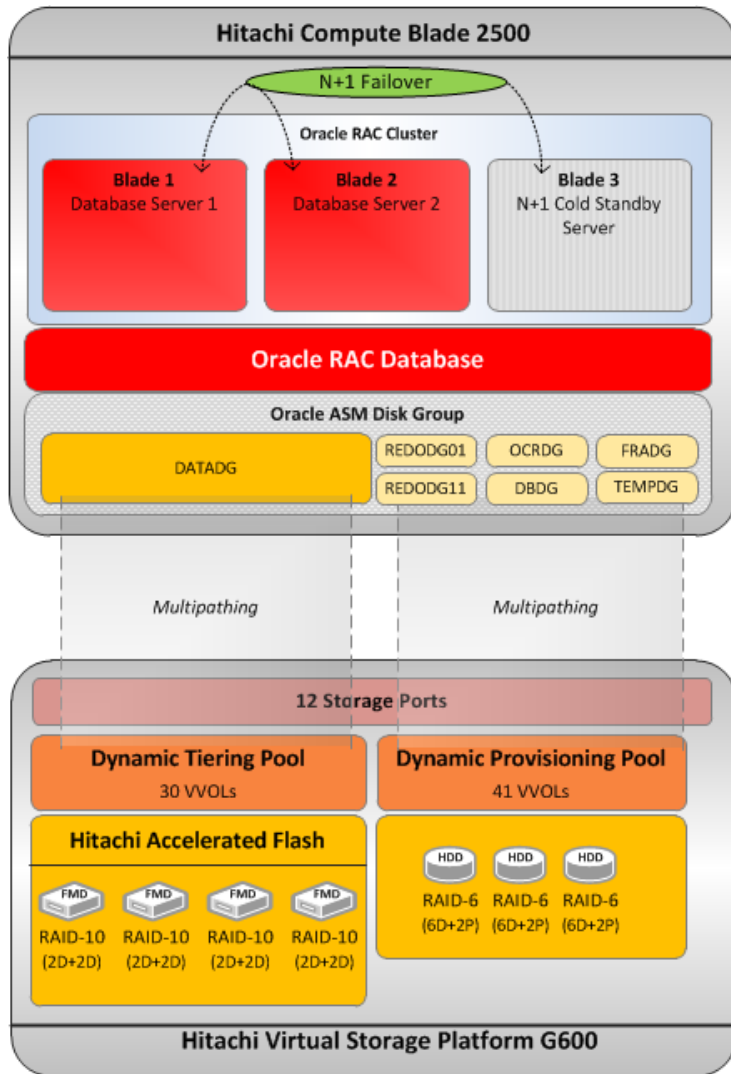 Hitachi Compute Blade 2500
N+1 Failover
Oracle RAC Cluster
Blade 1
Database Server 1
Blade 2
Database Server 2
Blade 3
N+1 Cold Standby
Server
Oracle RAC Database
Oracle ASM Disk Group
DATADG
REDODG01
OCRDG
FRADG
REDODG11
DBDG
TEMPDG
Multipathing
Multipathing
12 Storage Ports
Dynamic Tiering Pool
30 VVOLs
Dynamic Provisioning Pool
41 VVOLs
Hitachi Accelerated Flash
FMD
FMD
FMD
FMD
RAID-10
RAID-10
RAID-10
RAID-10
(2D+2D)
(2D+2D)
(2D+2D)
(2D+2D)
HDD
HDD
HDD
RAID-6
RAID-6
RAID-6
(6D+2P)
(6D+2P)
(6D+2P)
Hitachi Virtual Storage Platform G600